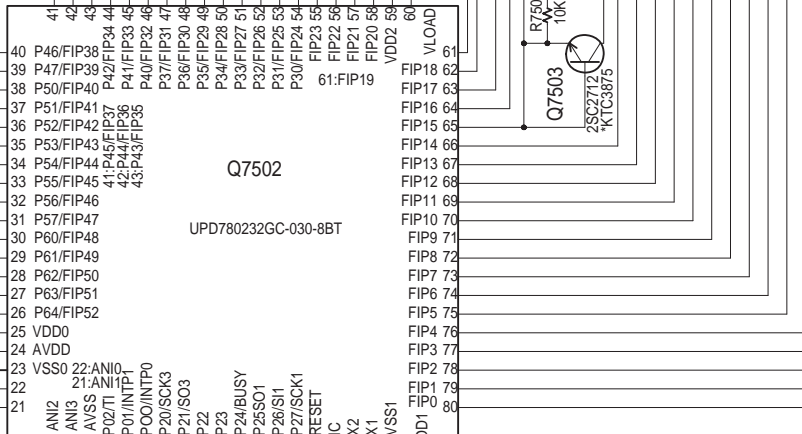 41
42
43
P42/FIP34 44
P41/FIP33 45
P40/FIP32 46
P37/FIP31 47
P36/FIP30 48
P35/FIP29 49
P34/FIP28 50
P33/FIP27 51
P32/FIP26 52
P31/FIP25 53
P30/FIP24 54
FIP23 55
FIP22 56
FIP21 57
FIP20 58
VDD2 59
60
VLOAD
41:P45/FIP37
42:P44/FIP36
43:P43/FIP35
61:FIP19
40 P46/FIP38
39 P47/FIP39
38 P50/FIP40
37 P51/FIP41
36 P52/FIP42
35 P53/FIP43
34 P54/FIP44
33 P55/FIP45
32 P56/FIP46
31 P57/FIP47
30 P60/FIP48
29 P61/FIP49
28 P62/FIP50
27 P63/FIP51
26 P64/FIP52
25 VDD0
24 AVDD
23 VSS0 22:ANI0
22 21:ANI1
21
Q7502
UPD780232GC-030-8BT
61
FIP18 62
FIP17 63
FIP16 64
FIP15 65
FIP14 66
FIP13 67
FIP12 68
FIP11 69
FIP10 70
FIP9 71
FIP8 72
FIP7 73
FIP6 74
FIP5 75
FIP4 76
FIP3 77
FIP2 78
FIP1 79
FIP0 80
ANI2
ANI3
AVSS
P02/TI
P01/INTP1
POO/INTP0
P20/SCK3
P21/SO3
P22
P23
P24/BUSY
P25SO1
P26/SI1
P27/SCK1
RESET
IC
X2
X1
VSS1
DD1
R750
10K
Q7503
2SC2712
*KTC3875